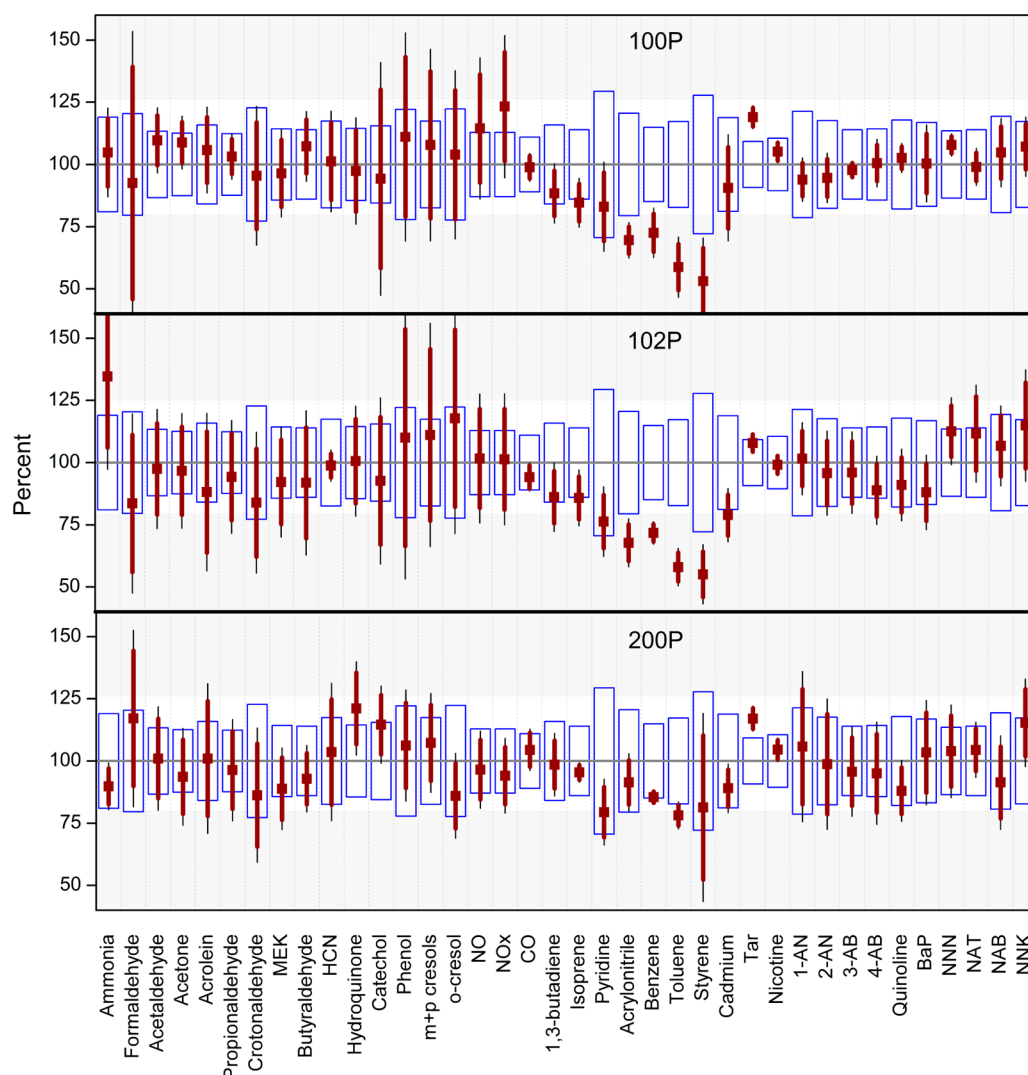 100P
150
125
100
75
50
102P
150
125
100
75
50
Percent
200P
150
125
100
75
50
Ammonia
Formaldehyde
Acetaldehyde
Acetone
Acrolein
Propionaldehyde
Crotonaldehyde
MEK
Butyraldehyde
HCN
Hydroquinone
Catechol
Phenol
m+p cresols
o-cresol
NO
NOx
CO
1,3-butadiene
Isoprene
Pyridine
Acrylonitrile
Benzene
Toluene
Styrene
Cadmium
Tar
Nicotine
1-AN
2-AN
3-AB
4-AB
Quinoline
BaP
NNN
NAT
NAB
NNK